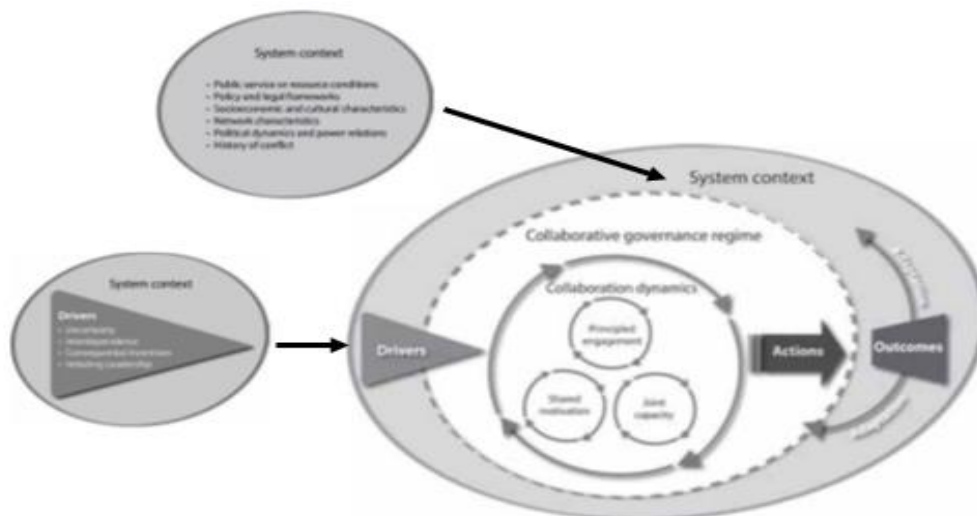 System context
• Public service or resource conditions
• Policy and legal frameworks
• Socioeconomic and cultural characteristics
• Network characteristics
• Political dynamics and power relations
• History of conflict
System context
Collaborative governance regime
System context
Drivers
• Uncertainty
• Interdependence
• Consequential incentives
• Initiating Leadership
Collaboration dynamics
Principled
engagement
Drivers
Actions
Outcomes
Shared
motivation
Joint
capacity